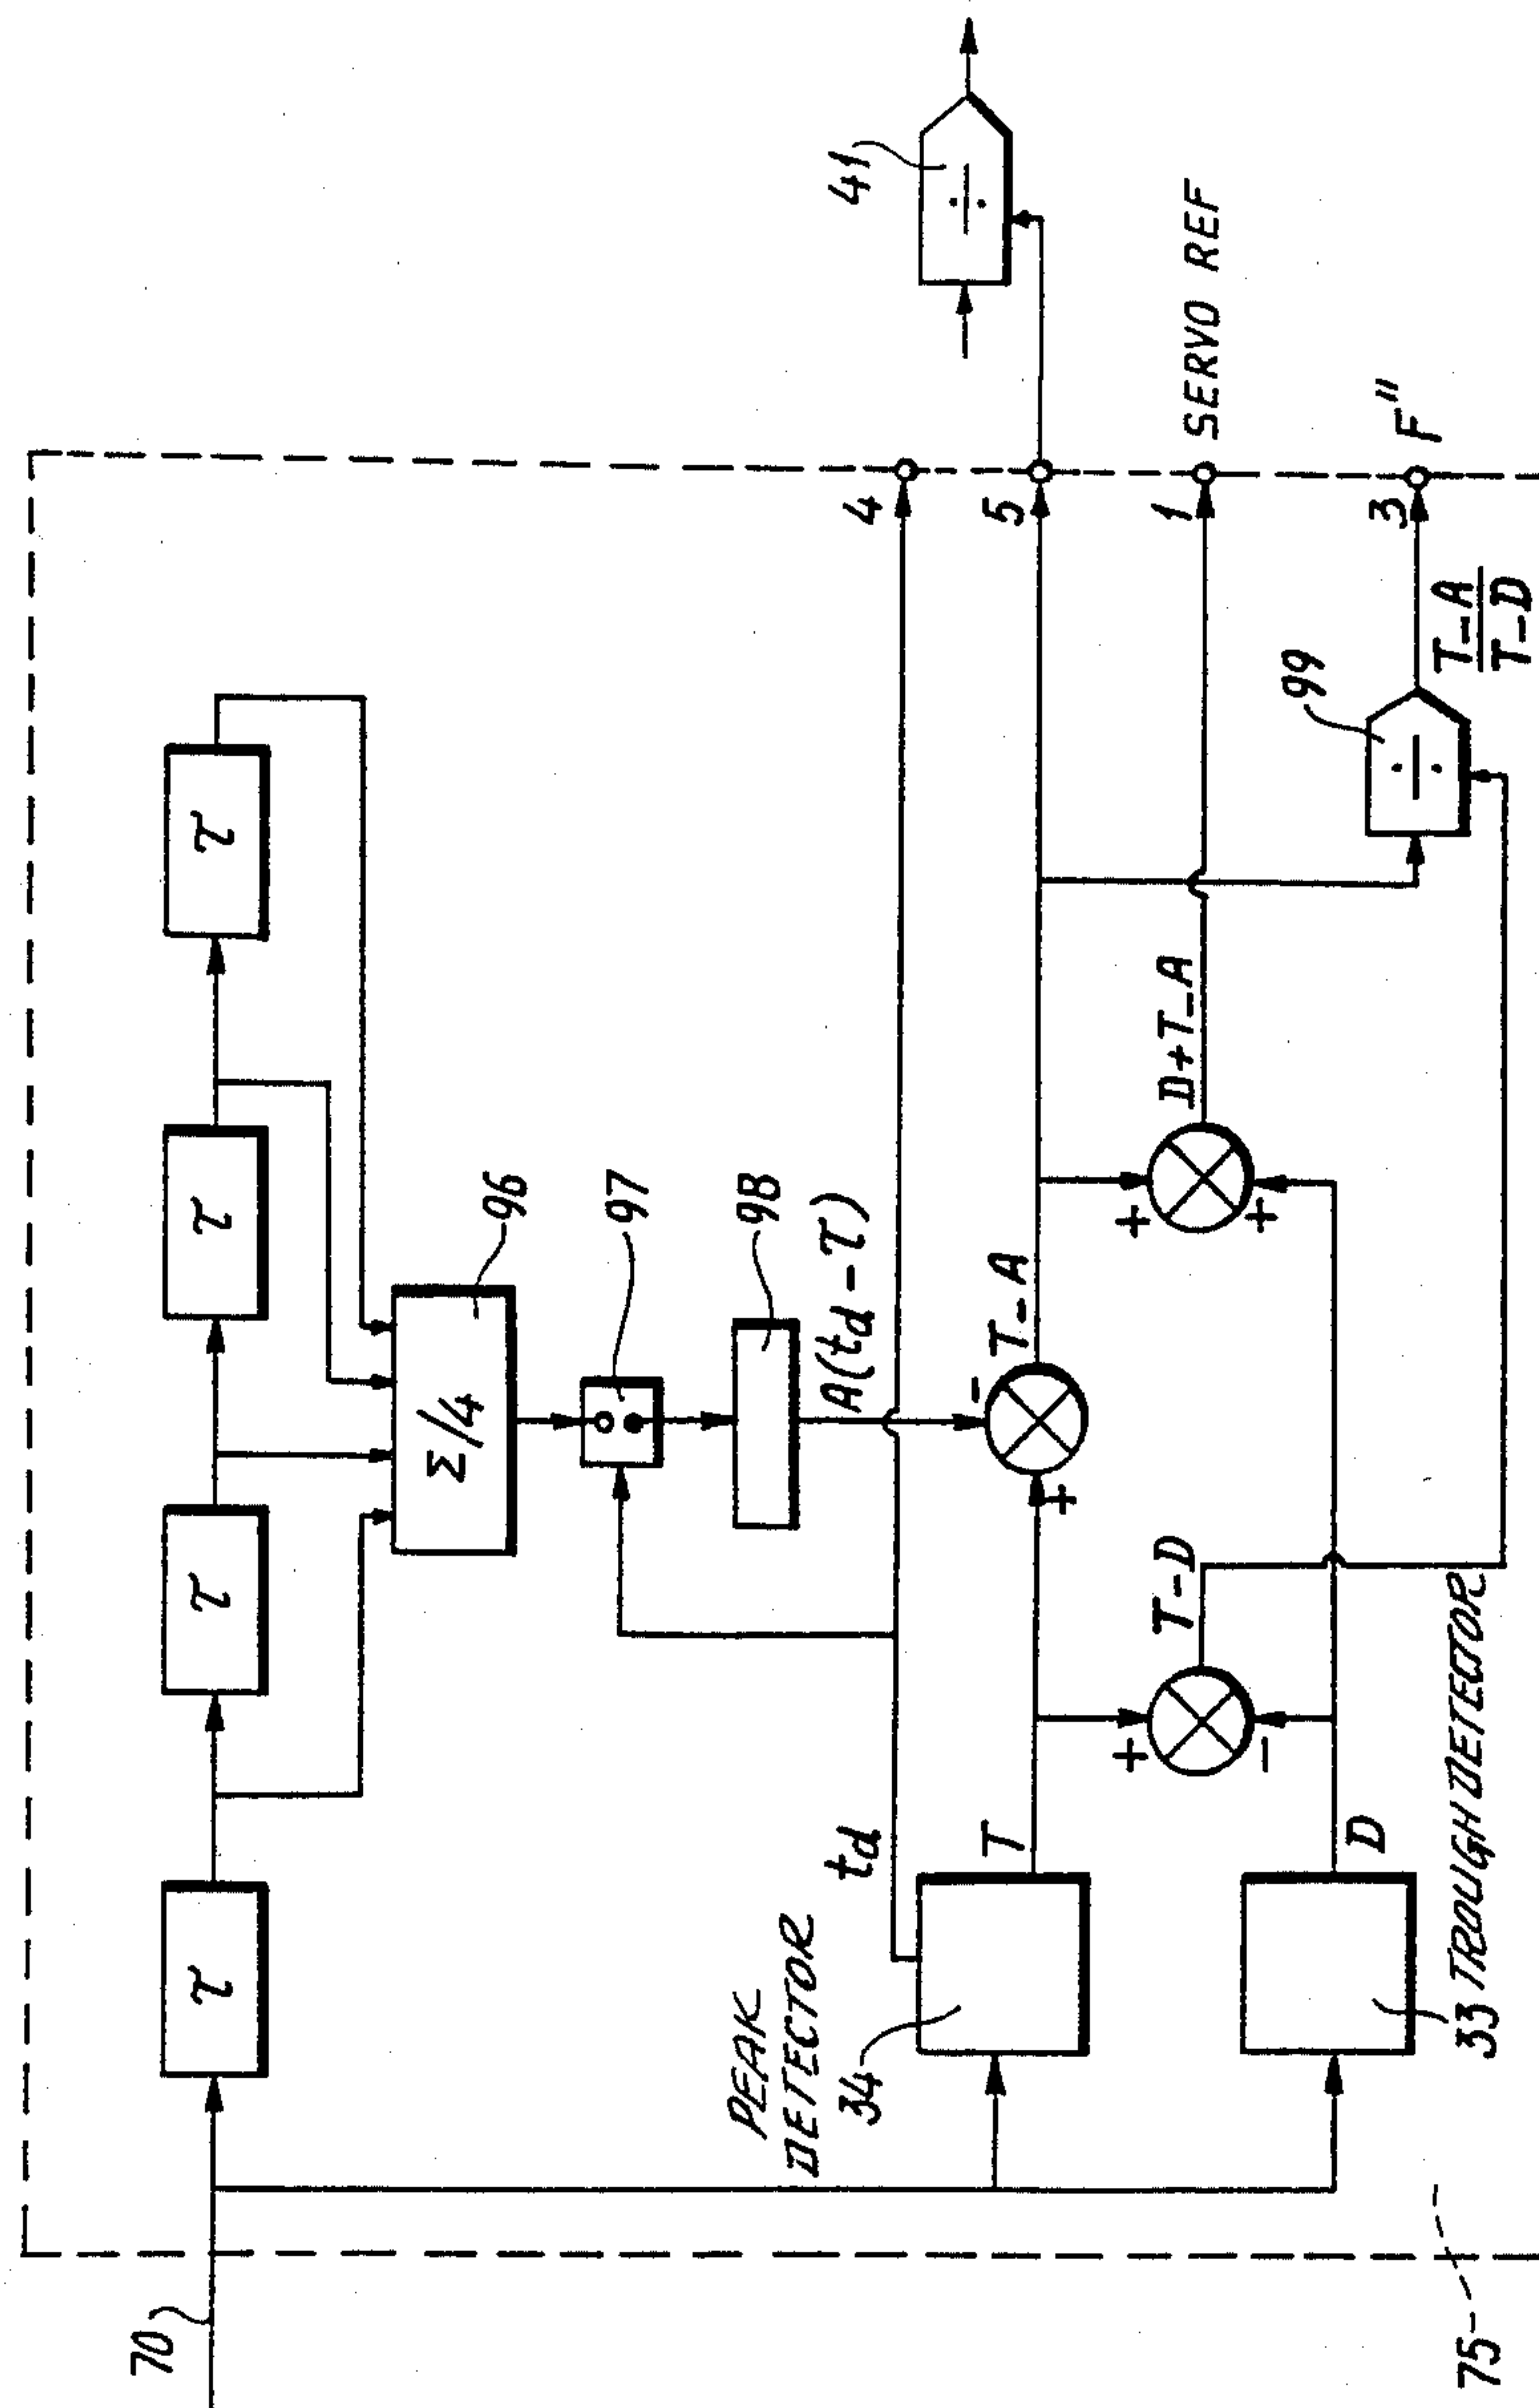 70
τ
τ
τ
τ
Σ/4
96
97
98
A(td - τ)
PEAK
DETECTOR
34
td
T
T-D
+
-
+
-
T-A
+
+
D+T-A
D
33 TROUGH DETECTOR
99
÷
T-A
T-D
4
5
1
3
SERVO REF
F"
41
÷
75